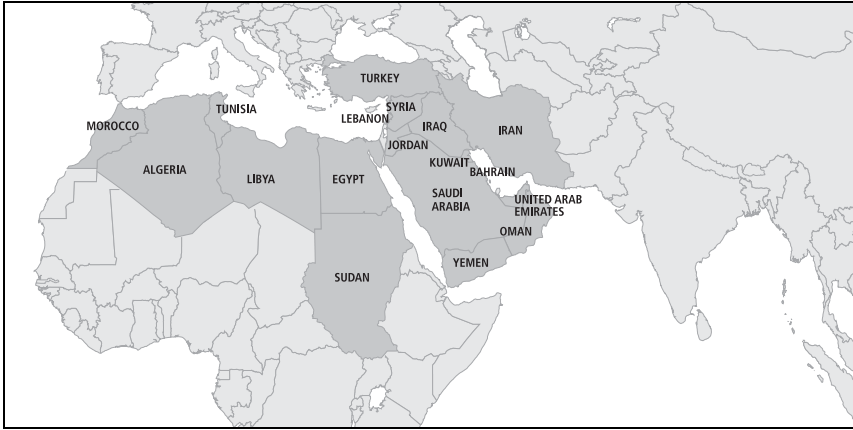 TURKEY
TUNISIA
SYRIA
LEBANON
MOROCCO
IRAQ
IRAN
JORDAN
KUWAIT
ALGERIA
BAHRAIN
LIBYA
EGYPT
SAUDI
ARABIA
UNITED ARAB
EMIRATES
OMAN
YEMEN
SUDAN